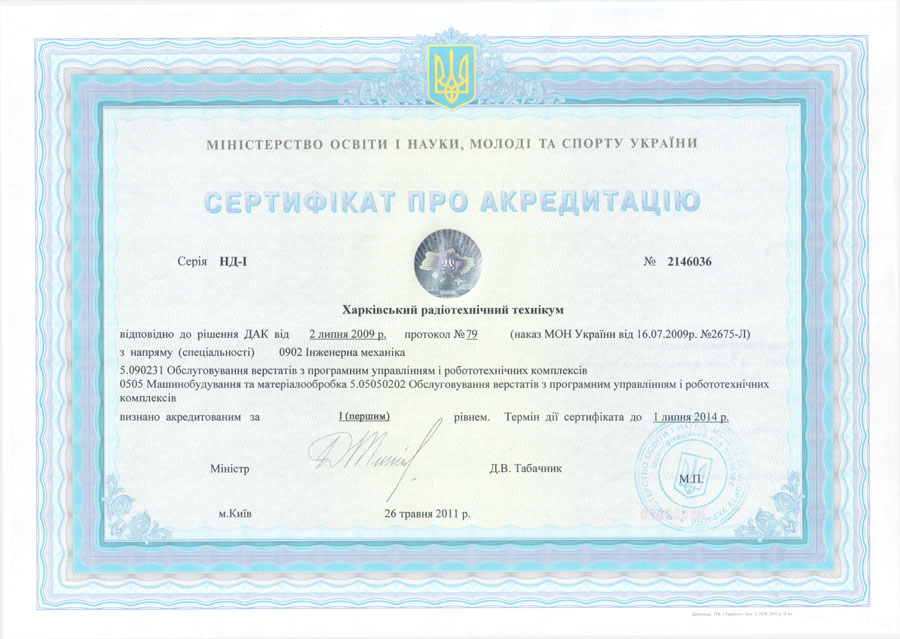 МІНІСТЕРСТВО ОСВІТИ І НАУКИ, МОЛОДІ ТА СПОРТУ УКРАЇНИ
СЕРТИФІКАТ ПРО АКРЕДИТАЦІЮ
Серія НД-І № 2146036
Харківський радіотехнічний технікум
відповідно до рішення ДАК від 2 липня 2009 р. протокол № 79 (наказ МОН України від 16.07.2009р. №2675-Л)
з напряму (спеціальності) 0902 Інженерна механіка
5.090231 Обслуговування верстатів з програмним управлінням і робототехнічних комплексів
0505 Машинобудування та матеріалообробка 5.05050202 Обслуговування верстатів з програмним управлінням і робототехнічних
комплексів
визнано акредитованим за І (першим) рівнем. Термін дії сертифіката до 1 липня 2014 р.
Міністр Д.В. Табачник
М.П.
м.Київ 26 травня 2011 р.